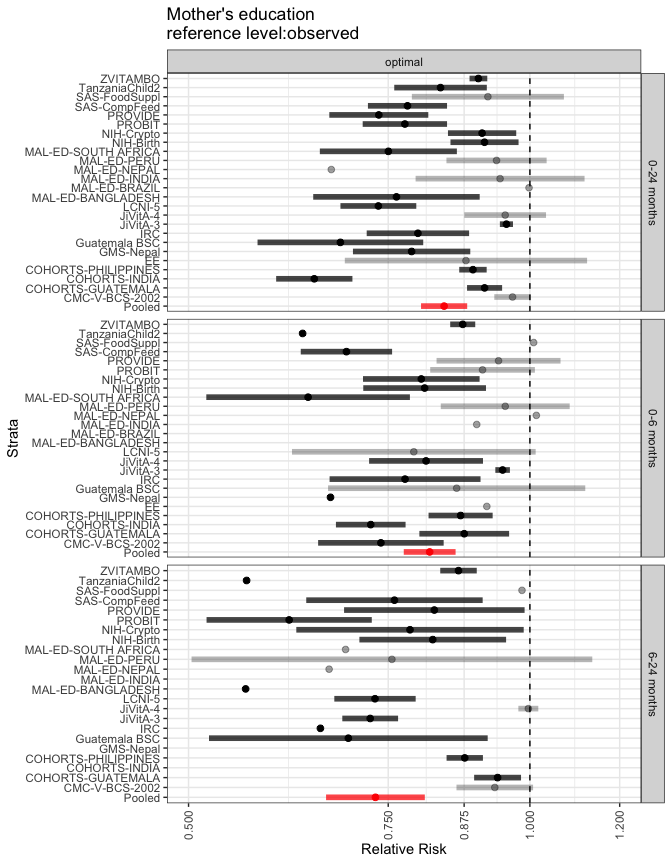 Mother's education
reference level:observed
optimal
ZVITAMBO
TanzaniaChild2
SAS-FoodSuppl
SAS-CompFeed
PROVIDE
PROBIT
NIH-Crypto
NIH-Birth
MAL-ED-SOUTH AFRICA
MAL-ED-PERU
MAL-ED-NEPAL
MAL-ED-INDIA
MAL-ED-BRAZIL
MAL-ED-BANGLADESH
LCNI-5
JiVitA-4
JiVitA-3
IRC
Guatemala BSC
GMS-Nepal
EE
COHORTS-PHILIPPINES
COHORTS-INDIA
COHORTS-GUATEMALA
CMC-V-BCS-2002
Pooled
0-24 months
ZVITAMBO
TanzaniaChild2
SAS-FoodSuppl
SAS-CompFeed
PROVIDE
PROBIT
NIH-Crypto
NIH-Birth
MAL-ED-SOUTH AFRICA
MAL-ED-PERU
MAL-ED-NEPAL
MAL-ED-INDIA
MAL-ED-BRAZIL
MAL-ED-BANGLADESH
LCNI-5
JiVitA-4
JiVitA-3
IRC
Guatemala BSC
GMS-Nepal
EE
COHORTS-PHILIPPINES
COHORTS-INDIA
COHORTS-GUATEMALA
CMC-V-BCS-2002
Pooled
0-6 months
ZVITAMBO
TanzaniaChild2
SAS-FoodSuppl
SAS-CompFeed
PROVIDE
PROBIT
NIH-Crypto
NIH-Birth
MAL-ED-SOUTH AFRICA
MAL-ED-PERU
MAL-ED-NEPAL
MAL-ED-INDIA
MAL-ED-BANGLADESH
LCNI-5
JiVitA-4
JiVitA-3
IRC
Guatemala BSC
GMS-Nepal
COHORTS-PHILIPPINES
COHORTS-INDIA
COHORTS-GUATEMALA
CMC-V-BCS-2002
Pooled
6-24 months
Strata
0.500
0.750
0.875
1.000
1.200
Relative Risk